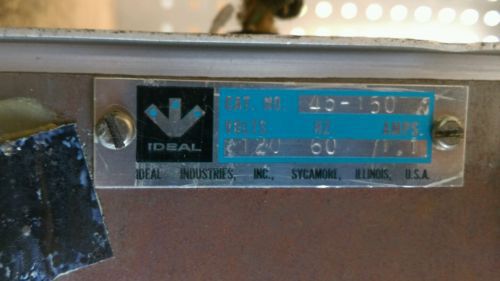 IDEAL
CAT. NO. 45-150
VOLTS HZ AMPS.
120 60
IDEAL INDUSTRIES, INC., SYCAMORE, ILLINOIS, U.S.A.